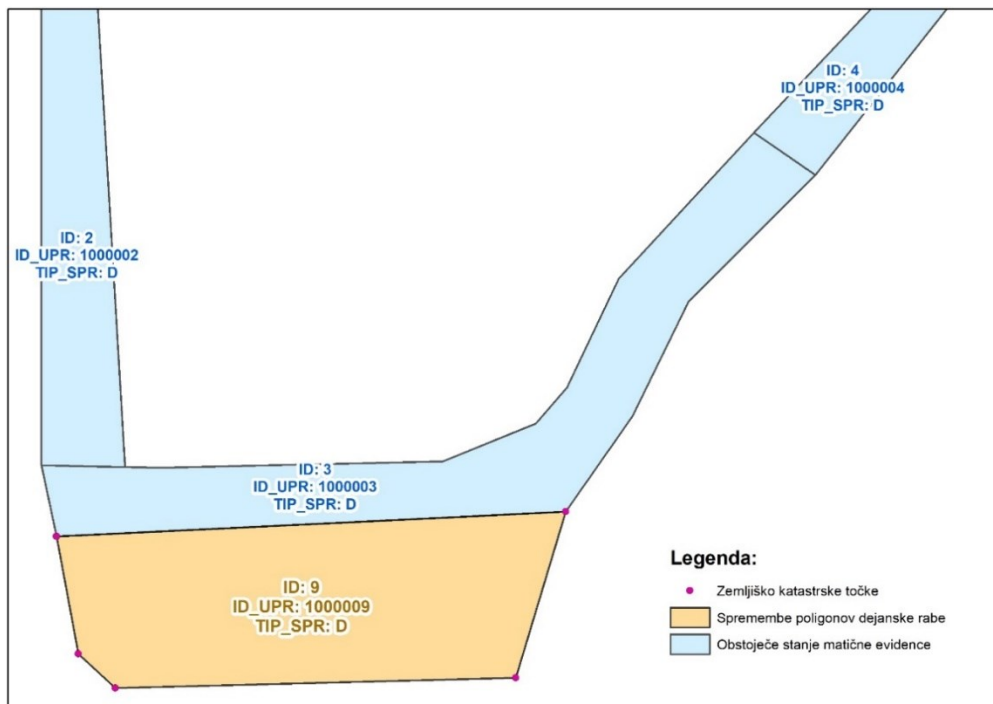 ID: 4
ID_UPR: 1000004
TIP_SPR: D
ID: 2
ID_UPR: 1000002
TIP_SPR: D
ID: 3
ID_UPR: 1000003
TIP_SPR: D
ID: 9
ID_UPR: 1000009
TIP_SPR: D
Legenda:
Zemljiško katastrske točke
Spremembe poligonov dejanske rabe
Obstoječe stanje matične evidence